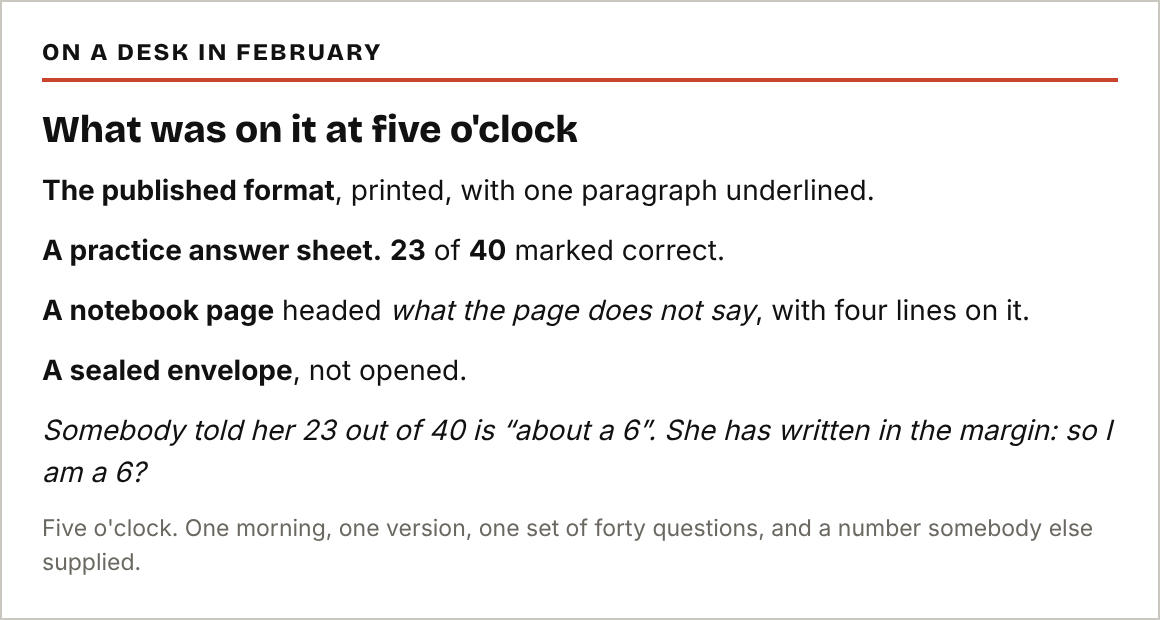 ON A DESK IN FEBRUARY
What was on it at five o'clock
The published format, printed, with one paragraph underlined.
A practice answer sheet. 23 of 40 marked correct.
A notebook page headed what the page does not say, with four lines on it.
A sealed envelope, not opened.
Somebody told her 23 out of 40 is “about a 6”. She has written in the margin: so I
am a 6?
Five o'clock. One morning, one version, one set of forty questions, and a number somebody else
supplied.